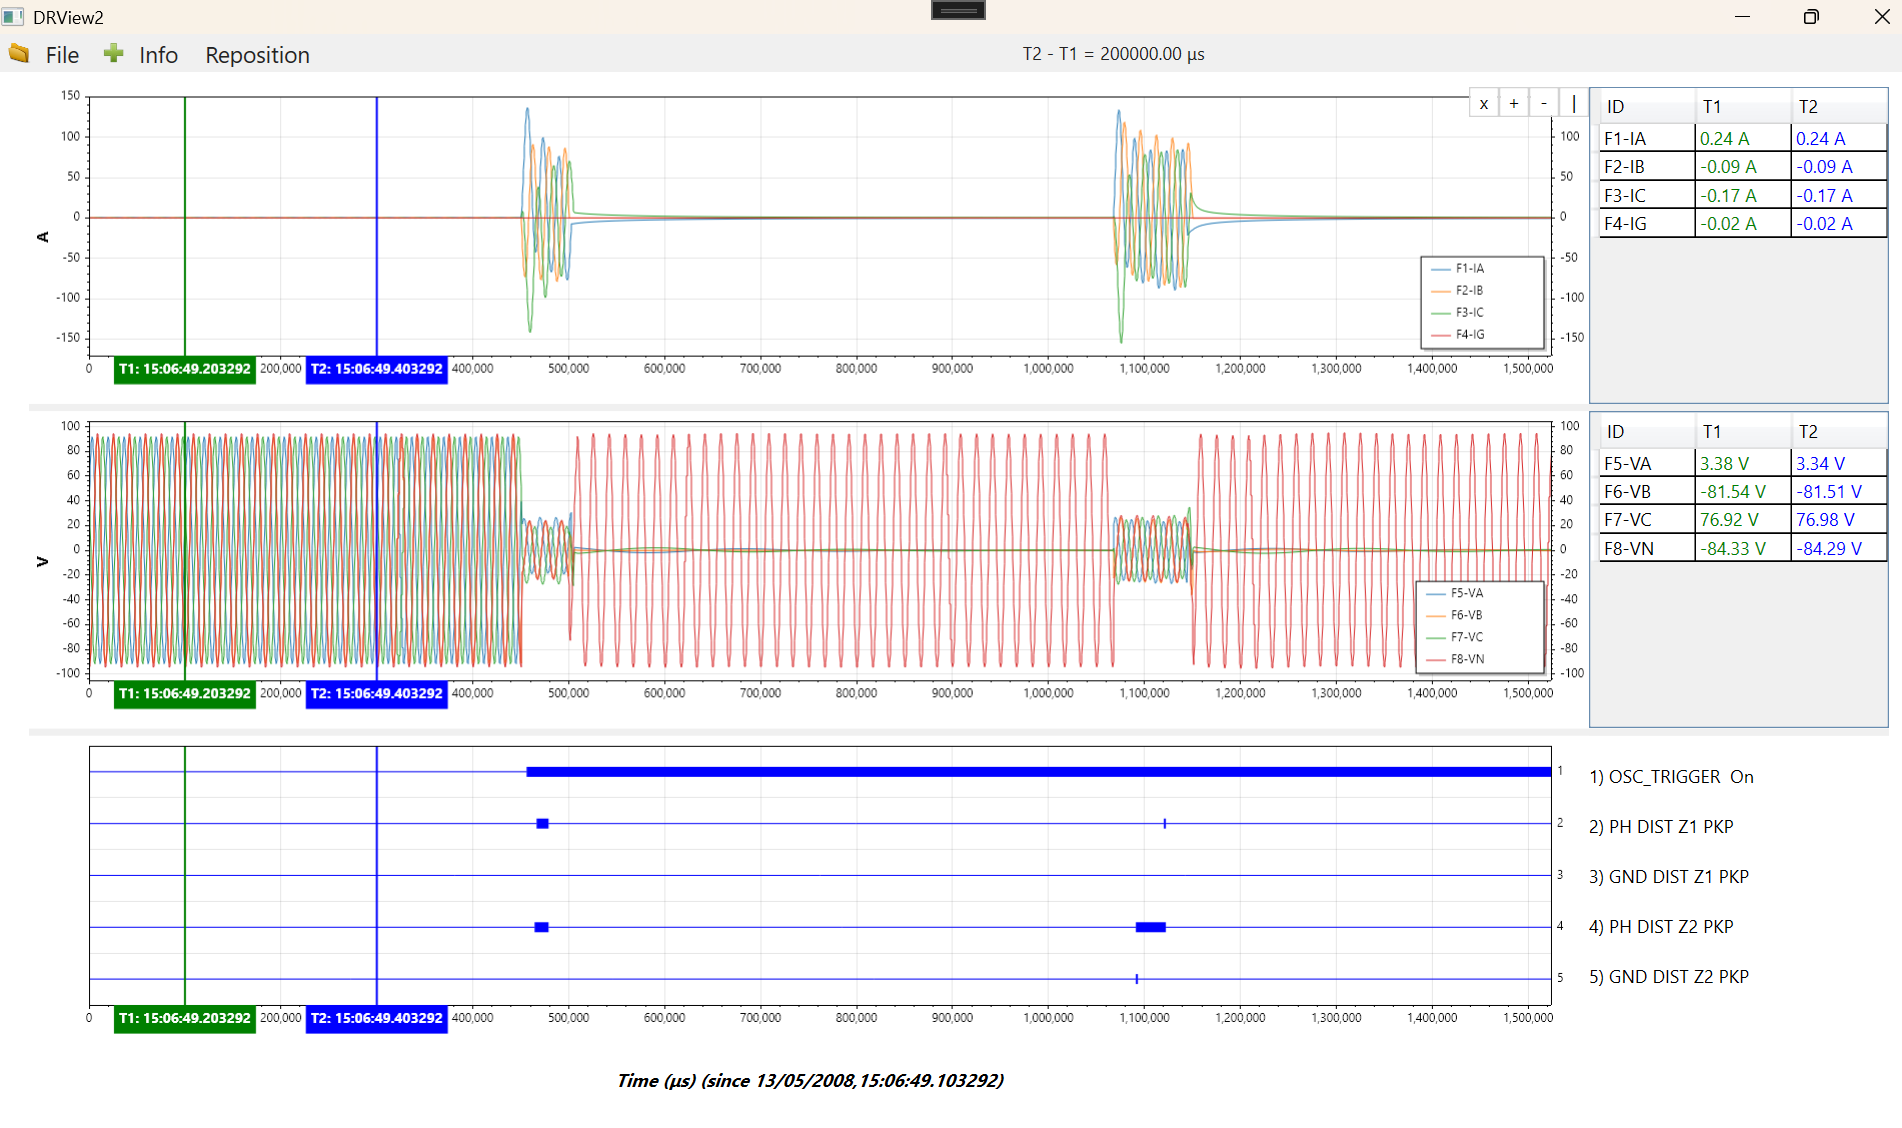 DRView2
File Info Reposition T2 - T1 = 200000.00 µs
150
100
50
0
-50
-100
-150
A
100
50
0
-50
-100
-150
x + - |
F1-IA
F2-IB
F3-IC
F4-IG
0 T1: 15:06:49.203292 200,000 T2: 15:06:49.403292 400,000 500,000 600,000 700,000 800,000 900,000 1,000,000 1,100,000 1,200,000 1,300,000 1,400,000 1,500,000
ID T1 T2
F1-IA 0.24 A 0.24 A
F2-IB -0.09 A -0.09 A
F3-IC -0.17 A -0.17 A
F4-IG -0.02 A -0.02 A
100
80
60
40
20
0
-20
-40
-60
-80
-100
V
100
80
60
40
20
0
-20
-40
-60
-80
-100
F5-VA
F6-VB
F7-VC
F8-VN
0 T1: 15:06:49.203292 200,000 T2: 15:06:49.403292 400,000 500,000 600,000 700,000 800,000 900,000 1,000,000 1,100,000 1,200,000 1,300,000 1,400,000 1,500,000
ID T1 T2
F5-VA 3.38 V 3.34 V
F6-VB -81.54 V -81.51 V
F7-VC 76.92 V 76.98 V
F8-VN -84.33 V -84.29 V
1 1) OSC_TRIGGER On
2 2) PH DIST Z1 PKP
3 3) GND DIST Z1 PKP
4 4) PH DIST Z2 PKP
5 5) GND DIST Z2 PKP
0 T1: 15:06:49.203292 200,000 T2: 15:06:49.403292 400,000 500,000 600,000 700,000 800,000 900,000 1,000,000 1,100,000 1,200,000 1,300,000 1,400,000 1,500,000
Time (µs) (since 13/05/2008,15:06:49.103292)